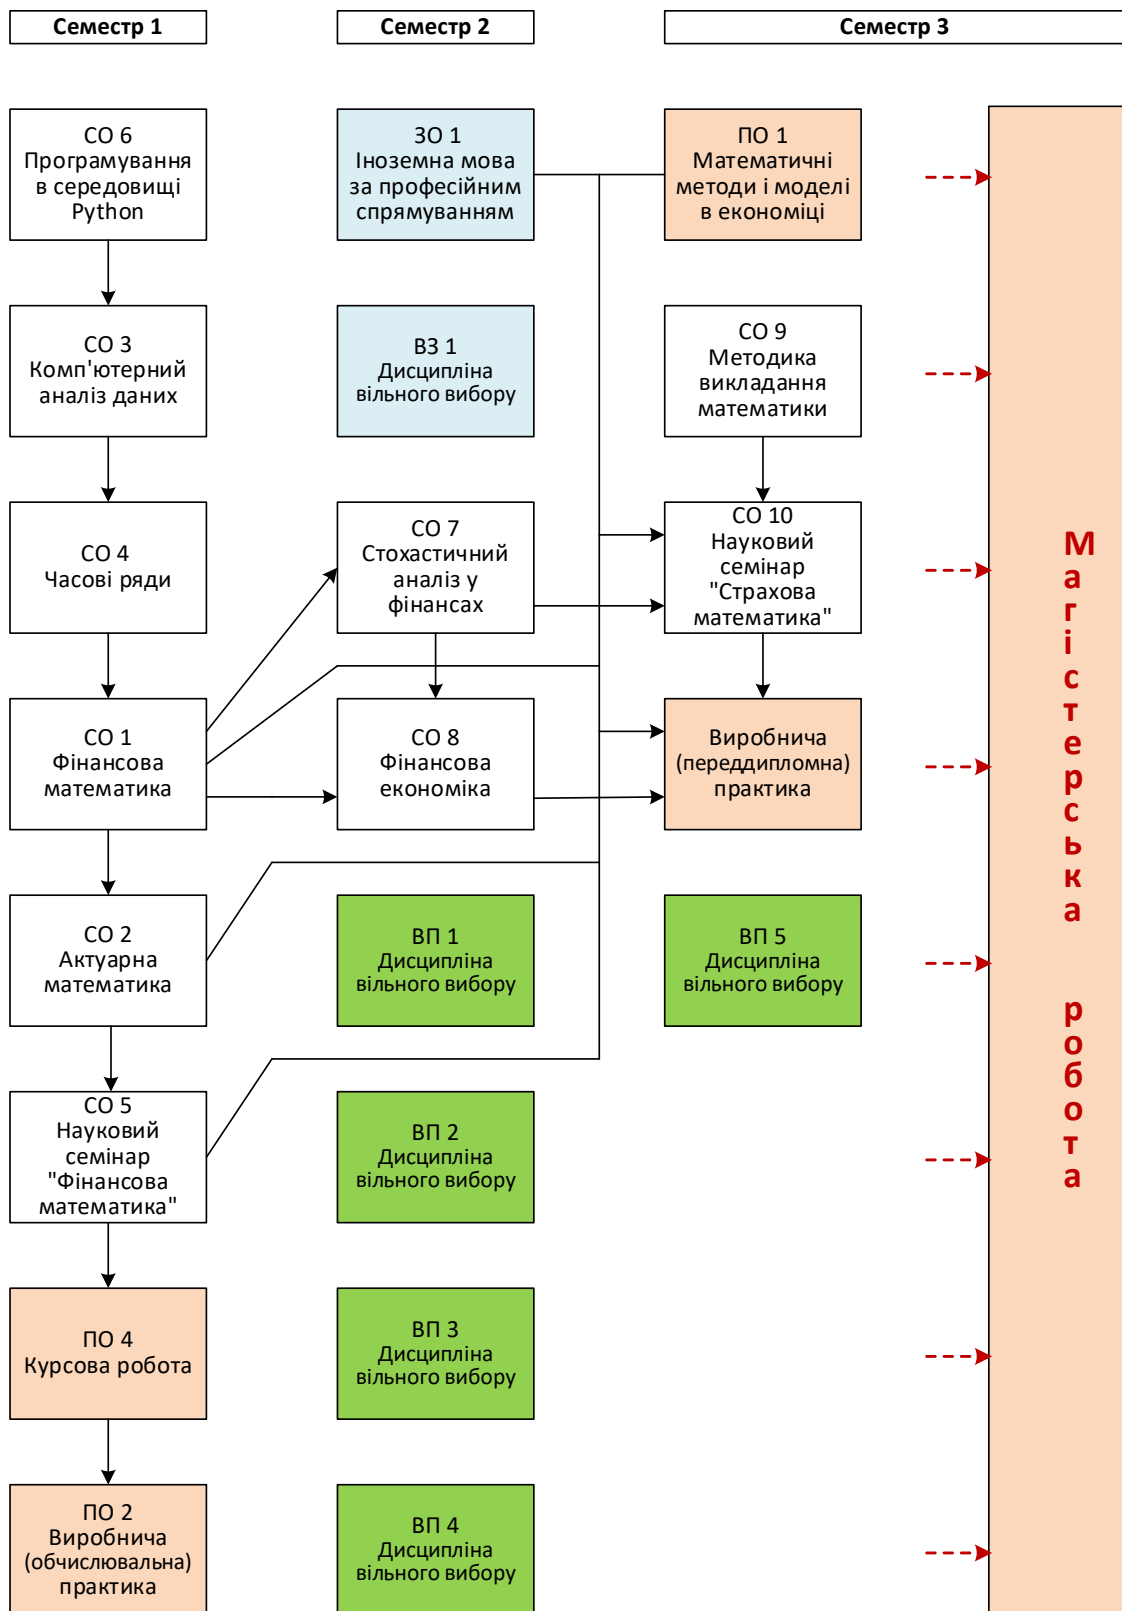 Семестр 1
Семестр 2
Семестр 3
СО 6
Програмування
в середовищі
Python
ЗО 1
Іноземна мова
за професійним
спрямуванням
ПО 1
Математичні
методи і моделі
в економіці
СО 3
Комп'ютерний
аналіз даних
ВЗ 1
Дисципліна
вільного вибору
СО 9
Методика
викладання
математики
СО 4
Часові ряди
СО 7
Стохастичний
аналіз у
фінансах
СО 10
Науковий
семінар
"Страхова
математика"
СО 1
Фінансова
математика
СО 8
Фінансова
економіка
Виробнича
(переддипломна)
практика
СО 2
Актуарна
математика
ВП 1
Дисципліна
вільного вибору
ВП 5
Дисципліна
вільного вибору
СО 5
Науковий
семінар
"Фінансова
математика"
ВП 2
Дисципліна
вільного вибору
ПО 4
Курсова робота
ВП 3
Дисципліна
вільного вибору
ПО 2
Виробнича
(обчислювальна)
практика
ВП 4
Дисципліна
вільного вибору
Магістерська робота